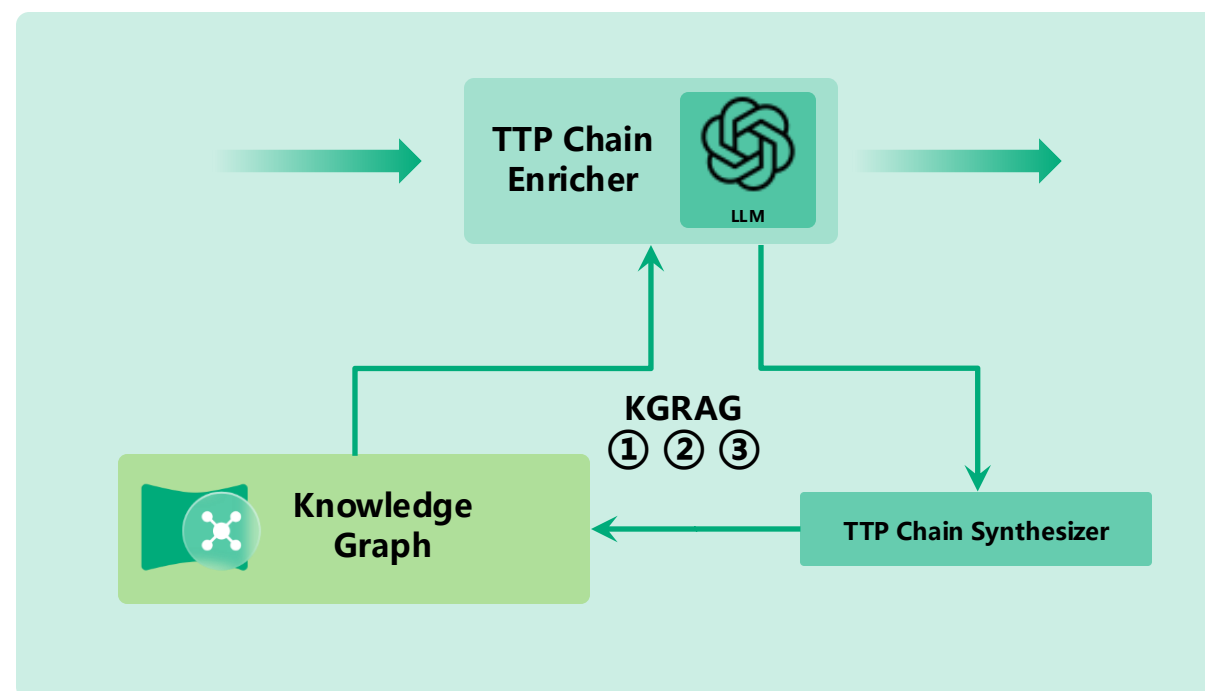 TTP Chain
Enricher
LLM
KGRAG
① ② ③
Knowledge
Graph
TTP Chain Synthesizer